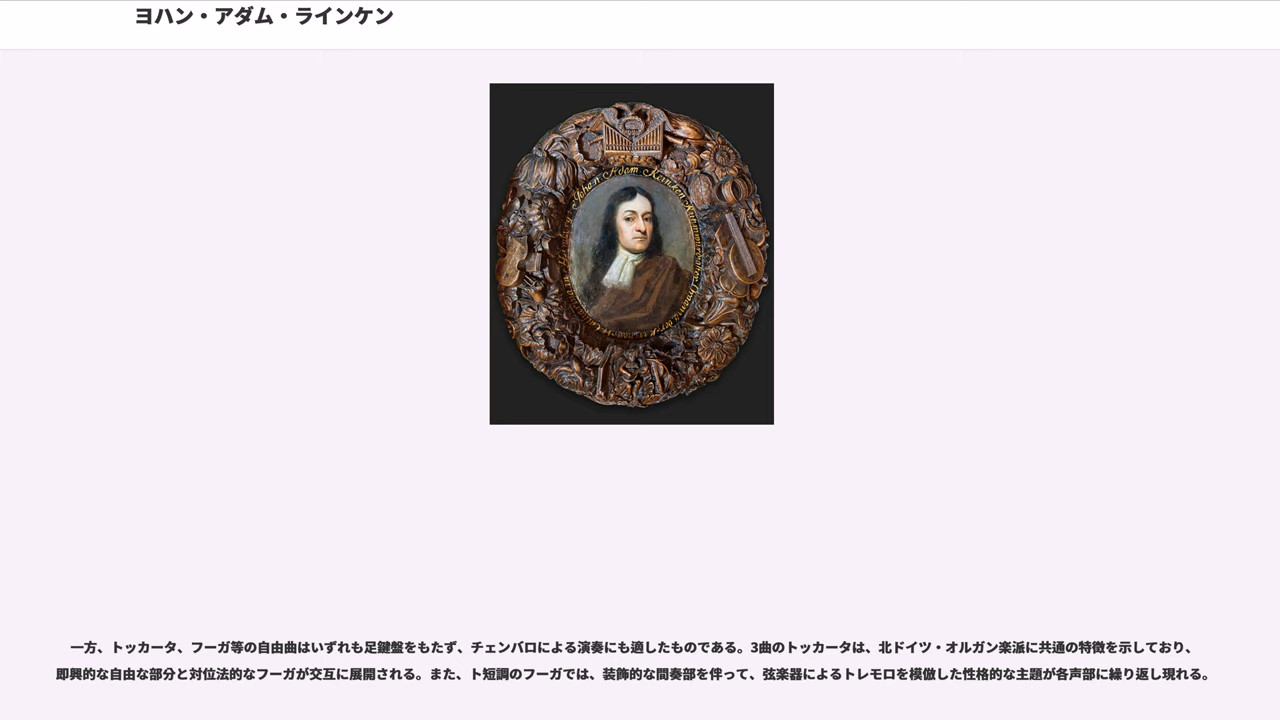 ヨハン・アダム・ラインケン
Johan Adam Reincken
一方、トッカータ、フーガ等の自由曲はいずれも足鍵盤をもたず、チェンバロによる演奏にも適したものである。3曲のトッカータは、北ドイツ・オルガン楽派に共通の特徴を示しており、
即興的な自由な部分と対位法的なフーガが交互に展開される。また、ト短調のフーガでは、装飾的な間奏部を伴って、弦楽器によるトレモロを模倣した性格的な主題が各声部に繰り返し現れる。